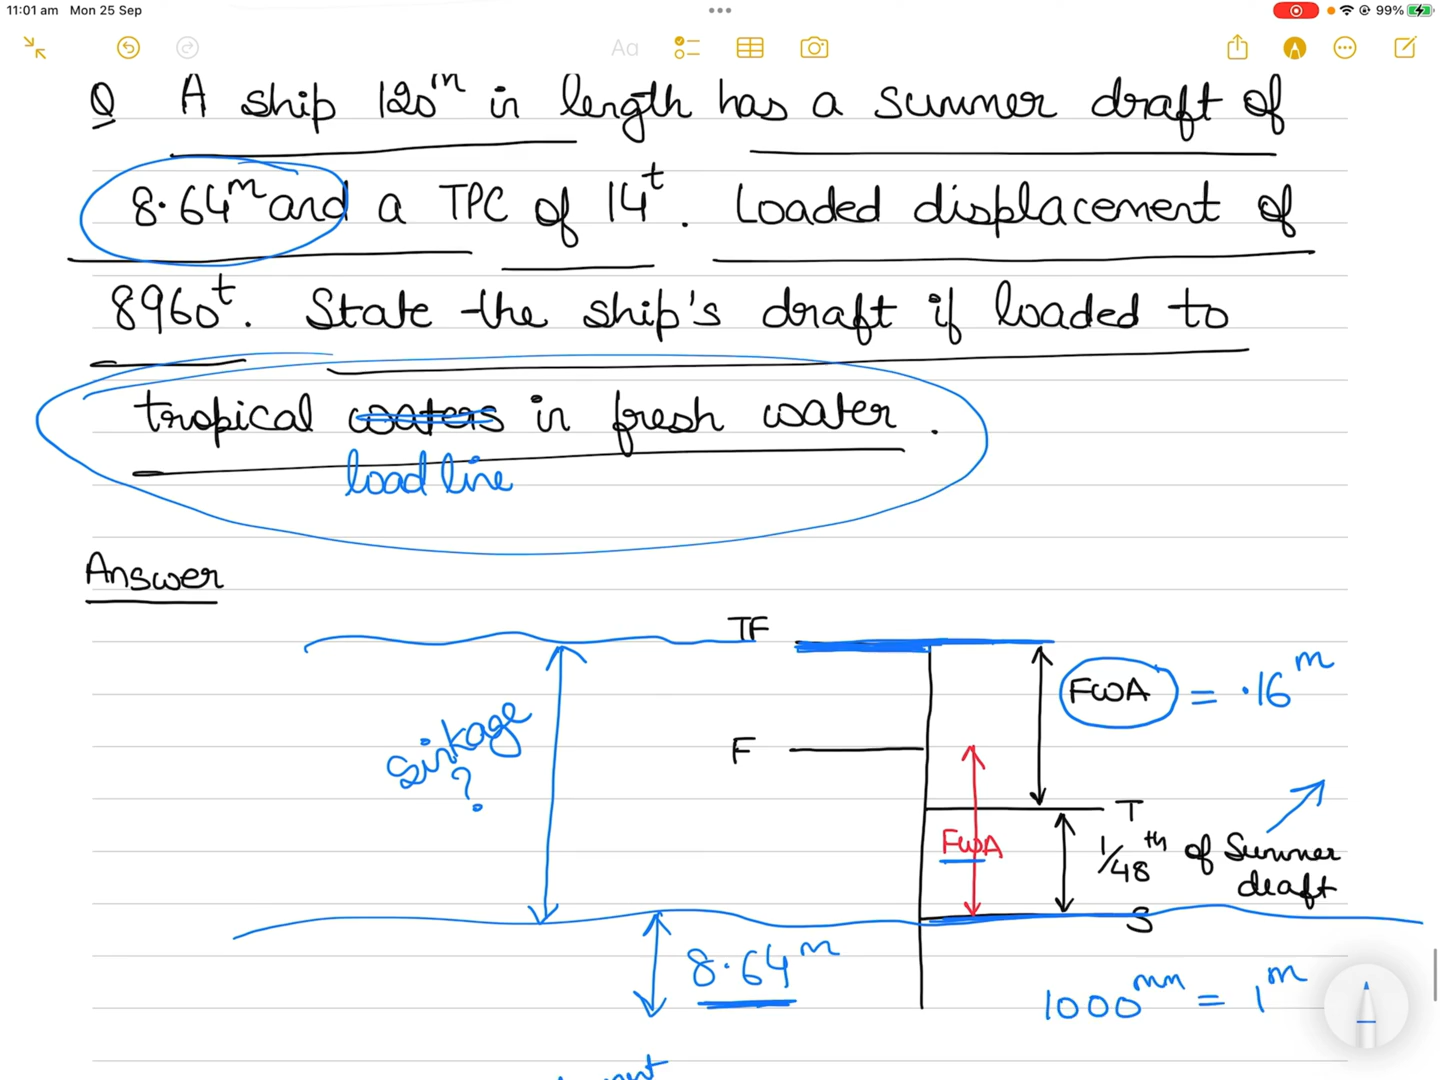 11:01 am Mon 25 Sep
99%
Aa
Q A ship 120m in length has a summer draft of
8.64m and a TPC of 14t. Loaded displacement of
8960t. State the ship's draft if loaded to
tropical waters in fresh water.
load line
Answer
TF
FWA = .16m
Sinkage
?
F
T
FWA
1/48th of Summer
draft
S
8.64m
1000mm = 1m